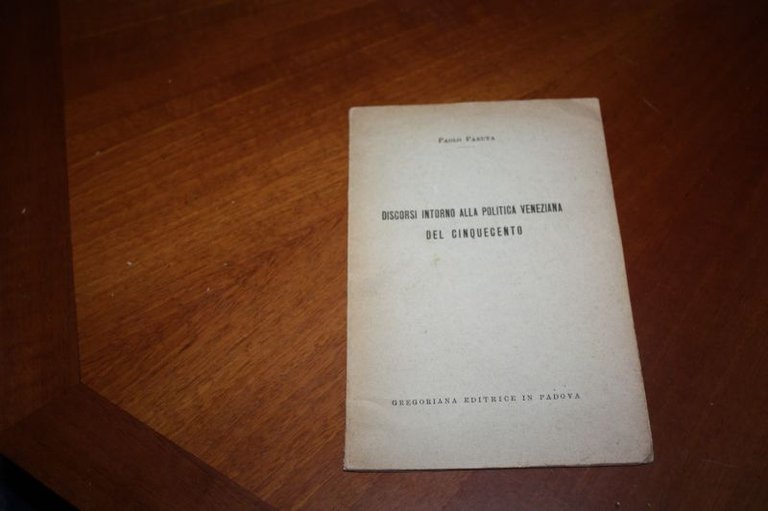 PAOLO PARUTA
DISCORSI INTORNO ALLA POLITICA VENEZIANA
DEL CINQUECENTO
GREGORIANA EDITRICE IN PADOVA